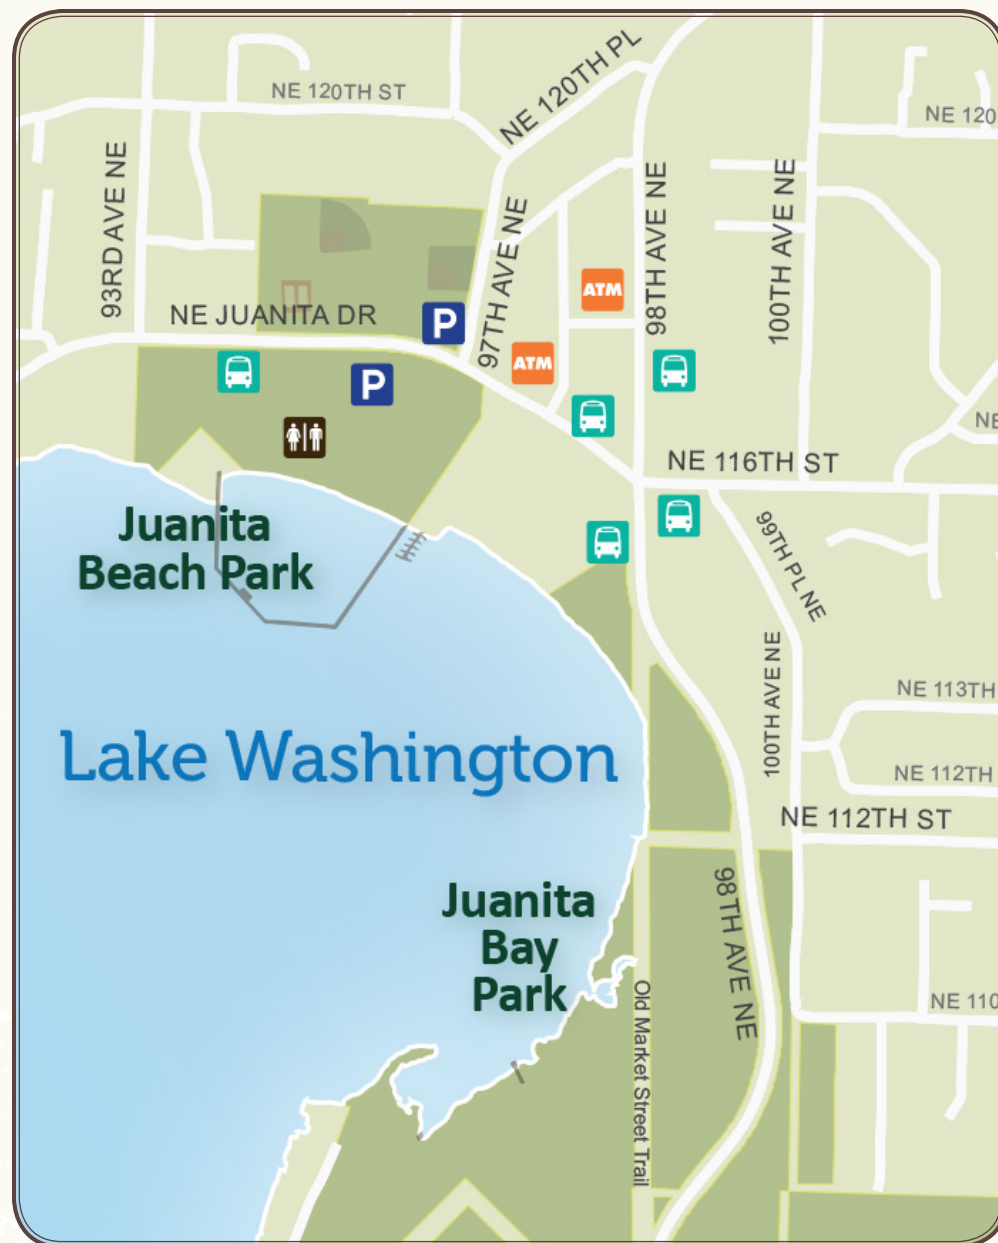 NE 120TH ST
NE 120TH PL
NE 120
93RD AVE NE
97TH AVE NE
98TH AVE NE
100TH AVE NE
NE JUANITA DR
ATM
P
ATM
P
NE
NE 116TH ST
Juanita
Beach Park
99TH PL NE
100TH AVE NE
NE 113TH
Lake Washington
NE 112TH
NE 112TH ST
98TH AVE NE
Juanita
Bay
Park
Old Market Street Trail
NE 110